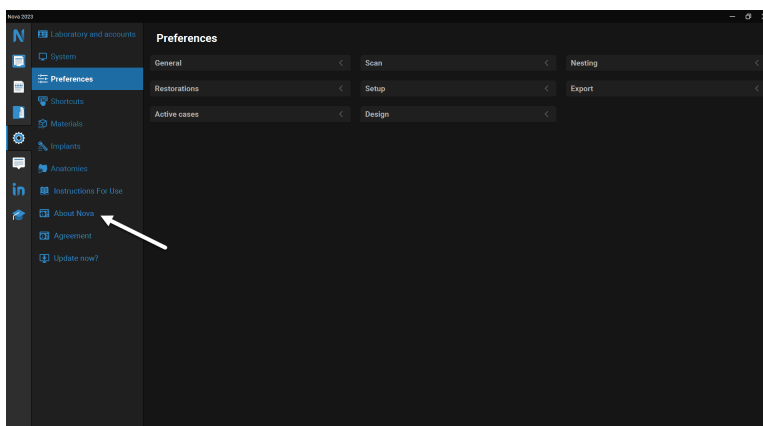 Nova 2023
N
Laboratory and accounts
System
Preferences
Shortcuts
Materials
Implants
Anatomies
Instructions For Use
About Nova
Agreement
Update now?
in
Preferences
General
Scan
Nesting
Restorations
Setup
Export
Active cases
Design